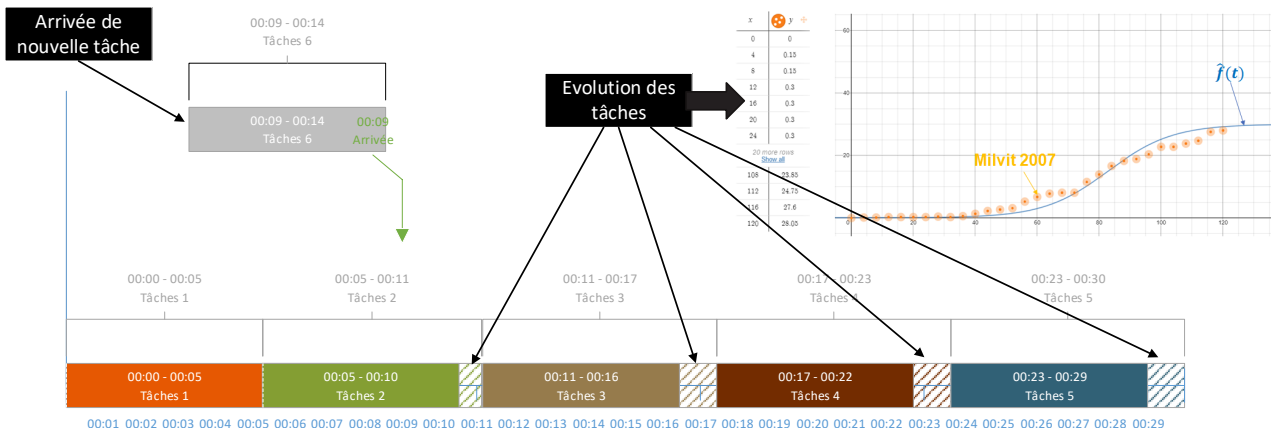 Arrivée de
nouvelle tâche
00:09 - 00:14
Tâches 6
00:09 - 00:14
Tâches 6
00:09
Arrivée
Evolution des
tâches
x y
0 0
4 0.15
8 0.15
12 0.3
16 0.3
20 0.3
24 0.3
20 more rows
Show all
108 23.85
112 24.75
116 27.6
120 28.05
60
40
20
0 20 40 60 80 100 120
f̂(t)
Milvit 2007
00:00 - 00:05
Tâches 1
00:05 - 00:11
Tâches 2
00:11 - 00:17
Tâches 3
00:17 - 00:23
Tâches 4
00:23 - 00:30
Tâches 5
00:00 - 00:05
Tâches 1
00:05 - 00:10
Tâches 2
00:11 - 00:16
Tâches 3
00:17 - 00:22
Tâches 4
00:23 - 00:29
Tâches 5
00:01 00:02 00:03 00:04 00:05 00:06 00:07 00:08 00:09 00:10 00:11 00:12 00:13 00:14 00:15 00:16 00:17 00:18 00:19 00:20 00:21 00:22 00:23 00:24 00:25 00:26 00:27 00:28 00:29